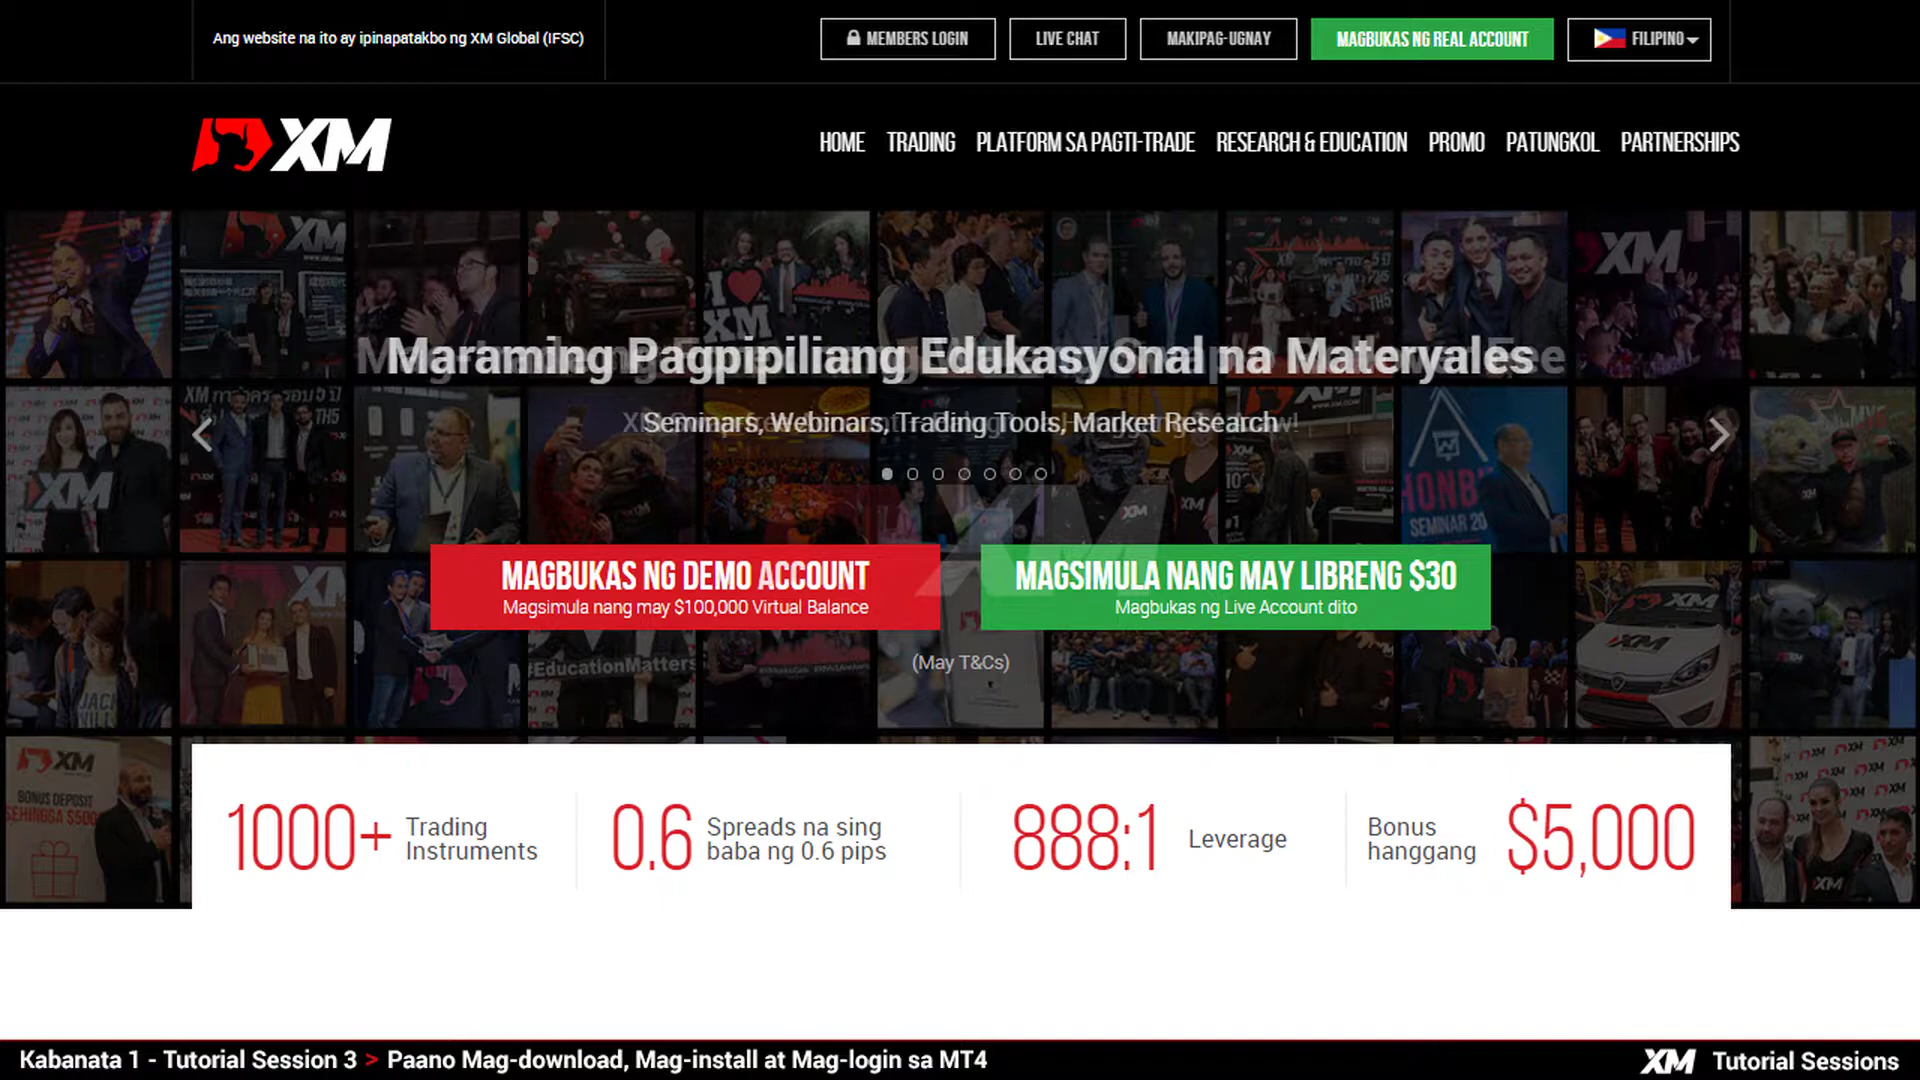 Ang website na ito ay ipinapatakbo ng XM Global (IFSC)
MEMBERS LOGIN
LIVE CHAT
MAKIPAG-UGNAY
MAGBUKAS NG REAL ACCOUNT
FILIPINO
XM
HOME
TRADING
PLATFORM SA PAGTI-TRADE
RESEARCH & EDUCATION
PROMO
PATUNGKOL
PARTNERSHIPS
Maraming Pagpipiliang Edukasyonal na Materyales
Seminars, Webinars, Trading Tools, Market Research
MAGBUKAS NG DEMO ACCOUNT
Magsimula nang may $100,000 Virtual Balance
MAGSIMULA NANG MAY LIBRENG $30
Magbukas ng Live Account dito
(May T&Cs)
#EducationMatters
1000+
Trading
Instruments
0.6
Spreads na sing
baba ng 0.6 pips
888:1
Leverage
Bonus
hanggang
$5,000
Kabanata 1 - Tutorial Session 3 > Paano Mag-download, Mag-install at Mag-login sa MT4
XM Tutorial Sessions